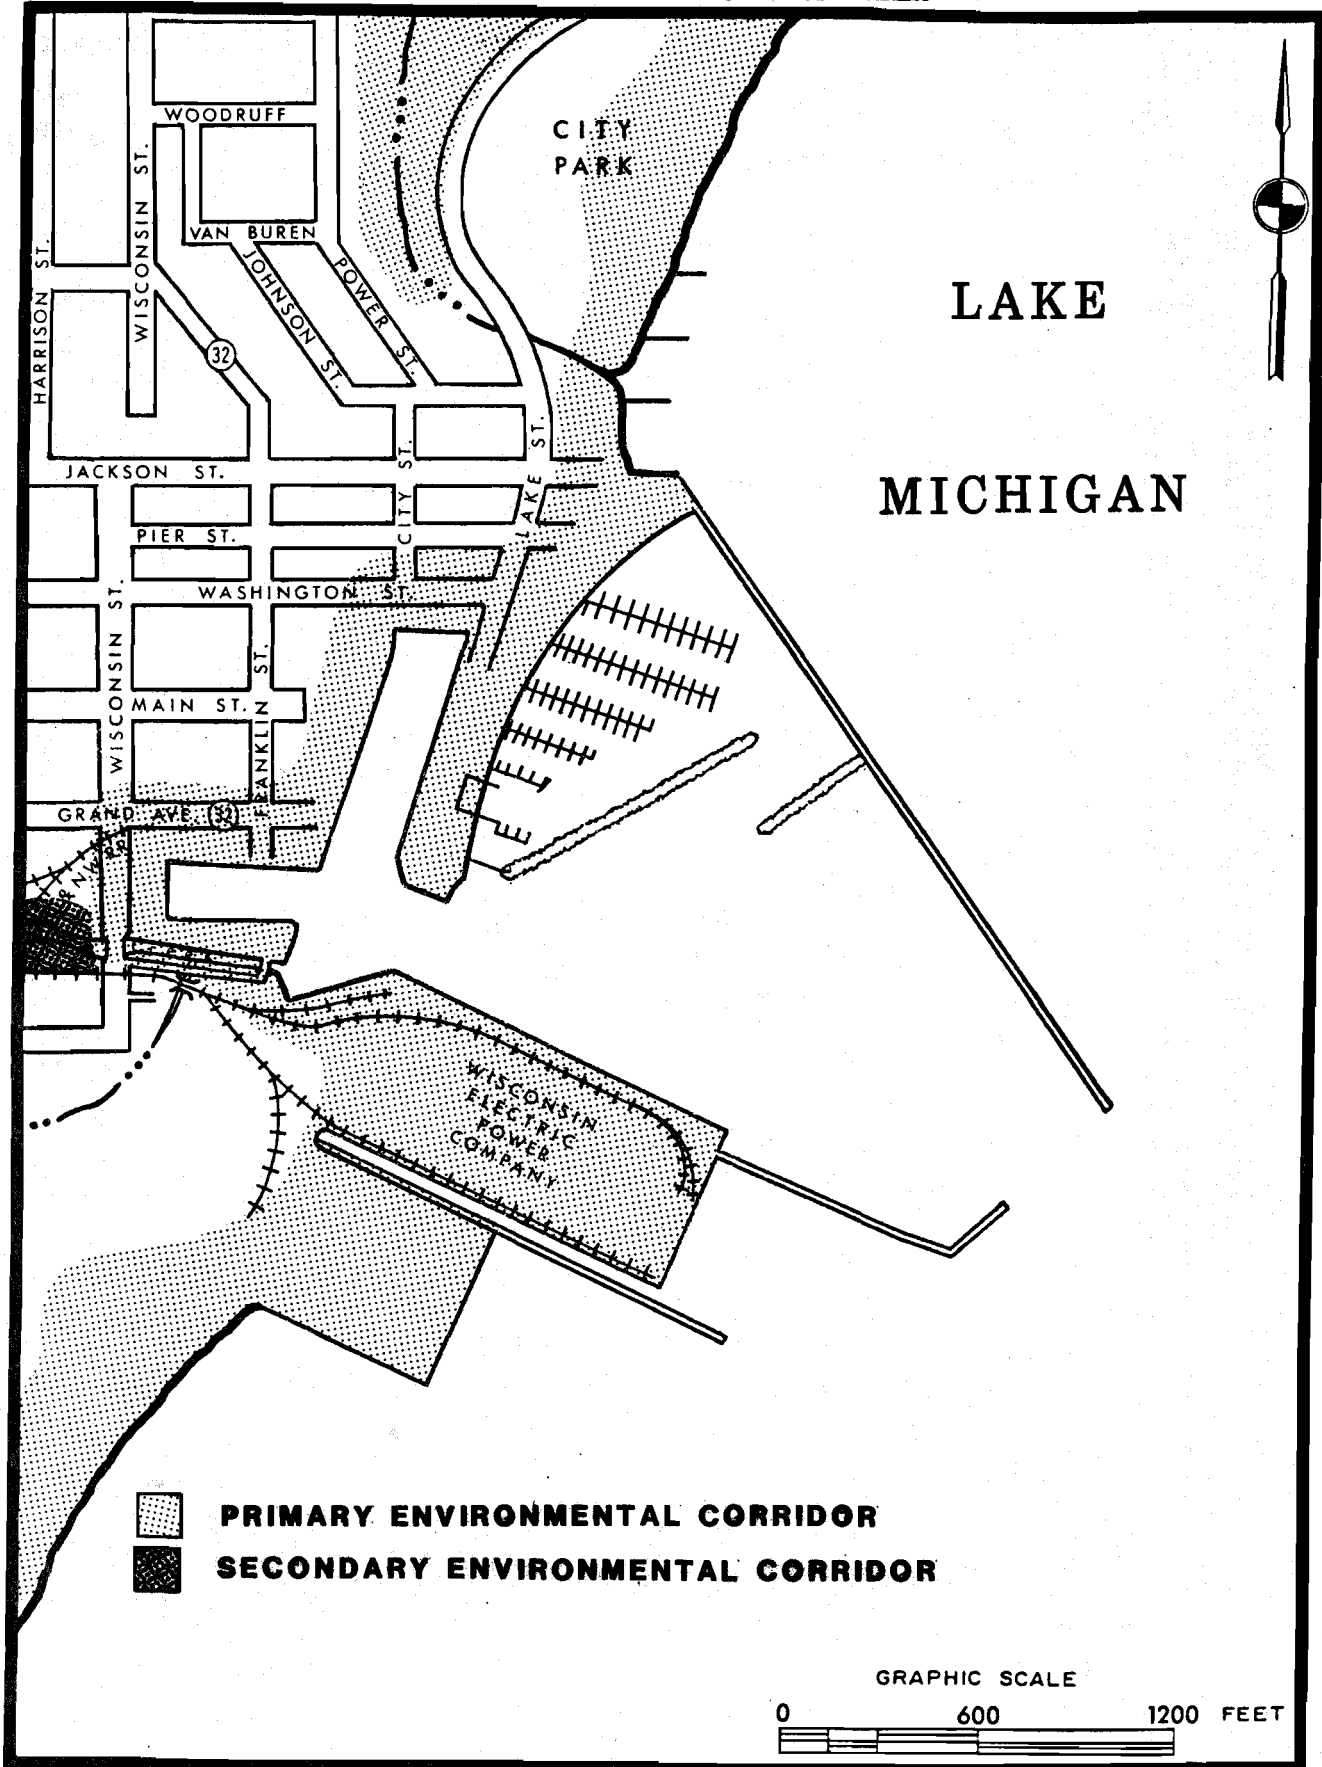 CITY
PARK
WOODRUFF
WISCONSIN ST.
VAN BUREN
HARRISON ST.
JOHNSON ST.
POWER ST.
LAKE
32
MICHIGAN
JACKSON ST.
CITY ST.
LAKE ST.
PIER ST.
WASHINGTON ST.
WISCONSIN ST.
FRANKLIN ST.
MAIN ST.
GRAND AVE. 32
& N W RR
WISCONSIN
ELECTRIC
POWER
COMPANY
PRIMARY ENVIRONMENTAL CORRIDOR
SECONDARY ENVIRONMENTAL CORRIDOR
GRAPHIC SCALE
0 600 1200 FEET